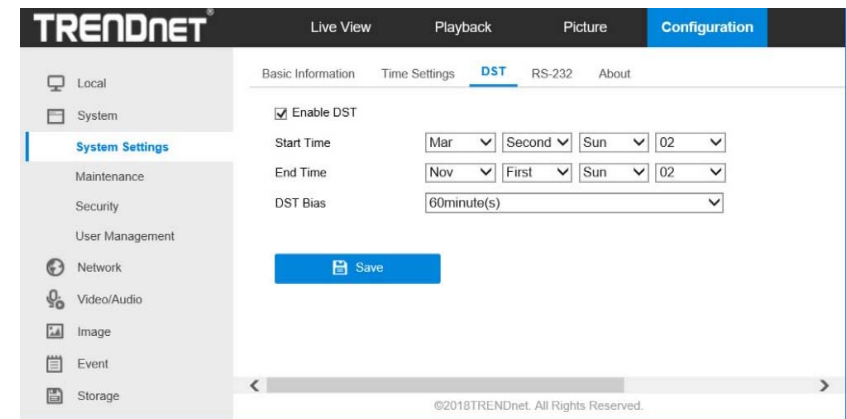 TRENDnet®
Live View Playback Picture Configuration
Local
System
System Settings
Maintenance
Security
User Management
Network
Video/Audio
Image
Event
Storage
Basic Information Time Settings DST RS-232 About
Enable DST
Start Time Mar Second Sun 02
End Time Nov First Sun 02
DST Bias 60minute(s)
Save
©2018TRENDnet. All Rights Reserved.